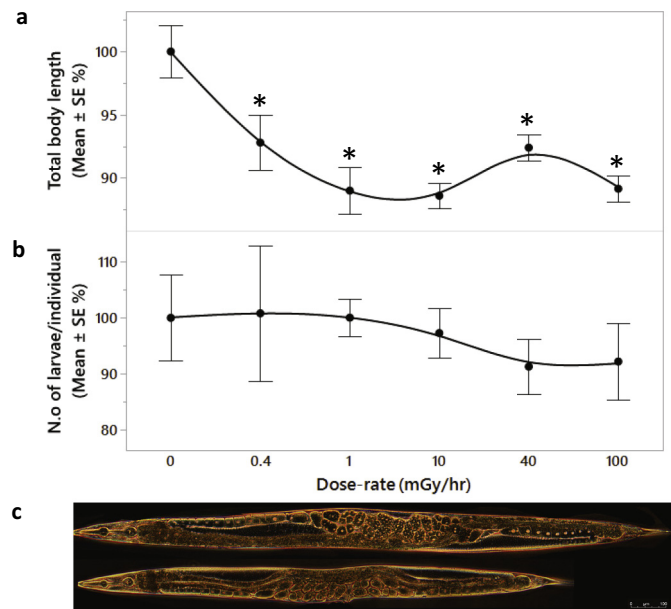 a
Total body length
(Mean ± SE %)
100
95
90
*
*
*
*
*
b
N.o of larvae/individual
(Mean ± SE %)
110
100
90
80
0 0.4 1 10 40 100
Dose-rate (mGy/hr)
c